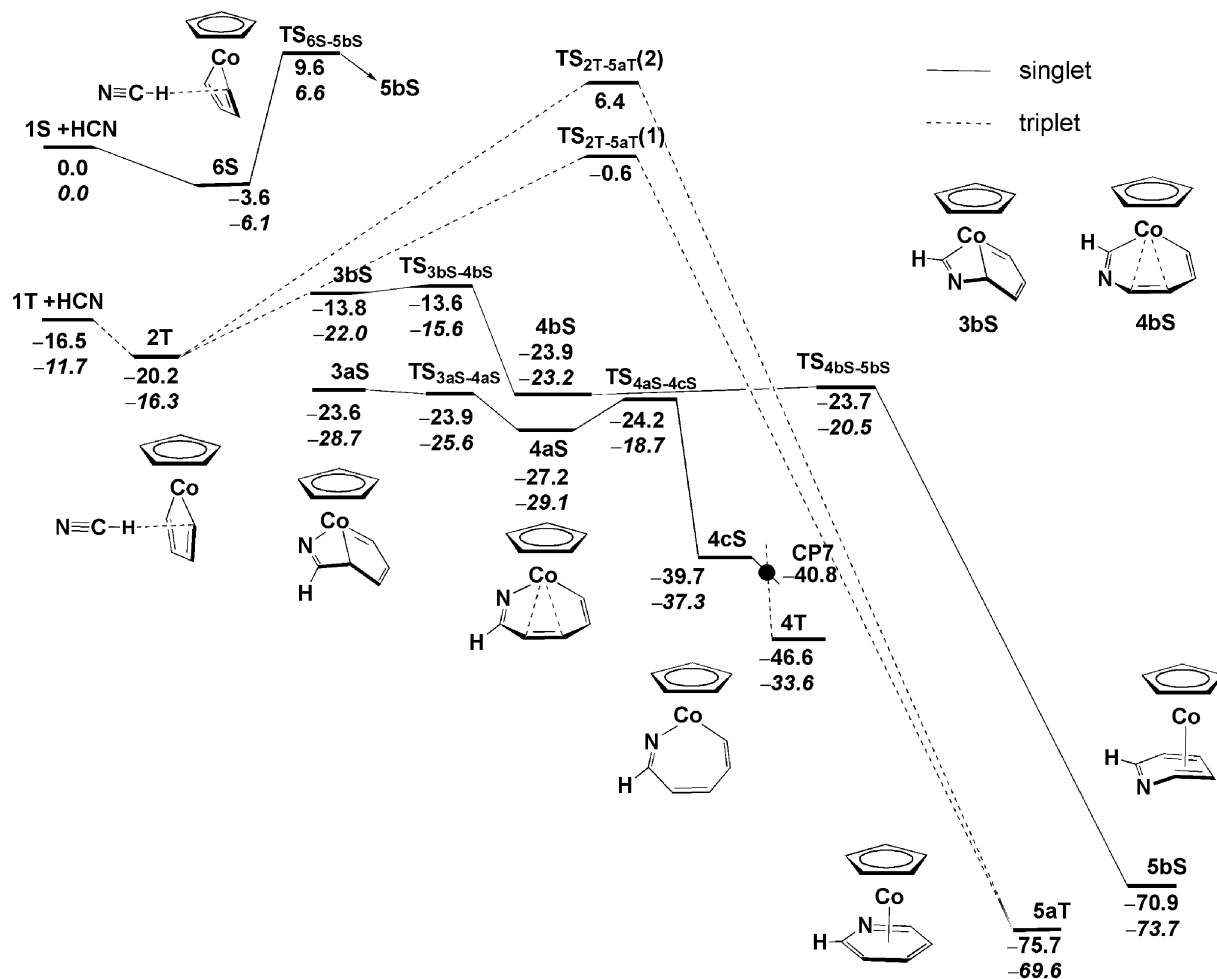 TS6S-5bS
9.6
6.6
5bS
Co
N≡C-H
1S +HCN
0.0
0.0
6S
−3.6
−6.1
TS2T-5aT(2)
6.4
TS2T-5aT(1)
−0.6
singlet
triplet
Co
H
N
3bS
Co
H
N
4bS
1T +HCN
−16.5
−11.7
2T
−20.2
−16.3
3bS
−13.8
−22.0
TS3bS-4bS
−13.6
−15.6
4bS
−23.9
−23.2
3aS
−23.6
−28.7
TS3aS-4aS
−23.9
−25.6
4aS
−27.2
−29.1
TS4aS-4cS
−24.2
−18.7
TS4bS-5bS
−23.7
−20.5
Co
N≡C-H
Co
N
H
Co
N
H
4cS
−39.7
−37.3
CP7
−40.8
4T
−46.6
−33.6
Co
N
H
Co
N
H
Co
H
N
5aT
−75.7
−69.6
5bS
−70.9
−73.7